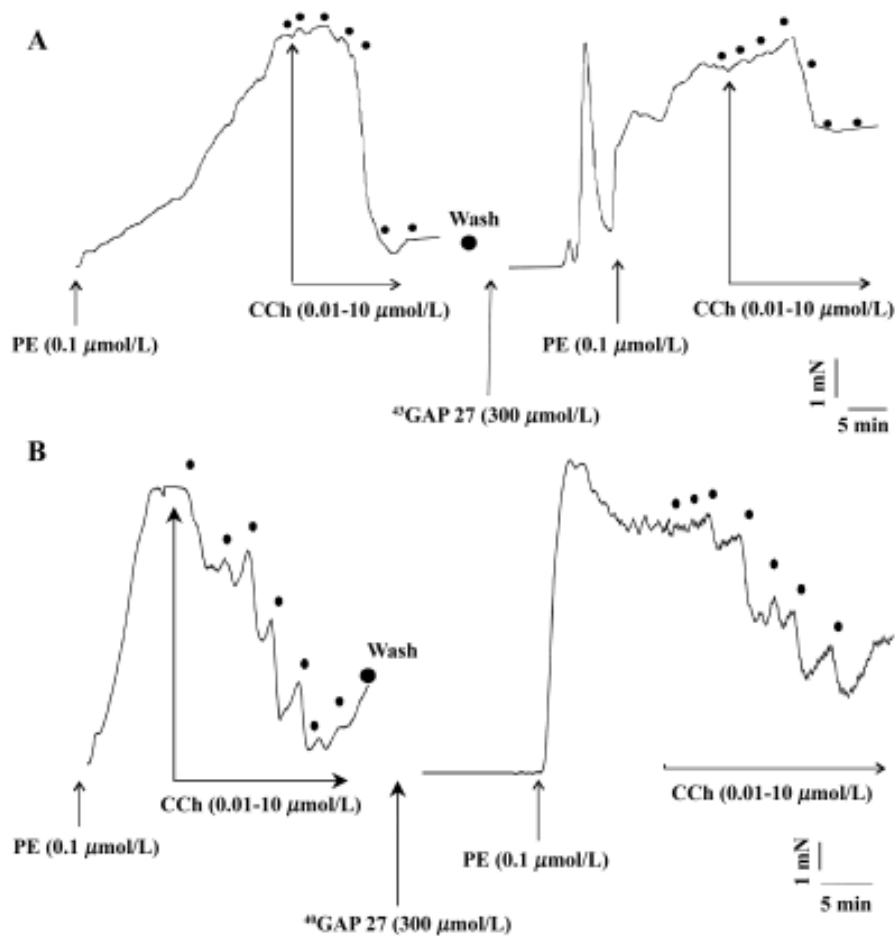 A
Wash
CCh (0.01-10 μmol/L)
CCh (0.01-10 μmol/L)
PE (0.1 μmol/L)
PE (0.1 μmol/L)
⁴³GAP 27 (300 μmol/L)
1 mN
5 min
B
Wash
CCh (0.01-10 μmol/L)
CCh (0.01-10 μmol/L)
PE (0.1 μmol/L)
PE (0.1 μmol/L)
⁴⁰GAP 27 (300 μmol/L)
1 mN
5 min